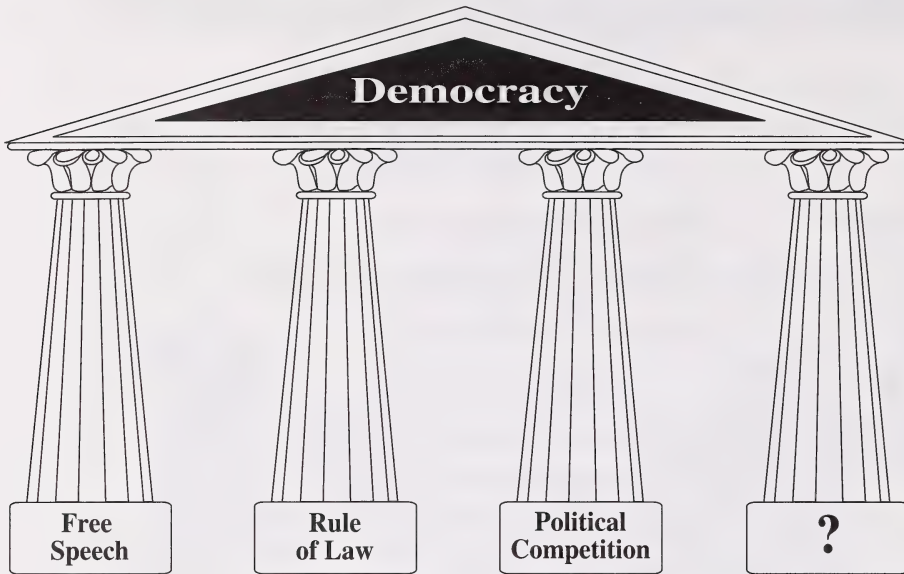 Democracy
Free
Speech
Rule
of Law
Political
Competition
?